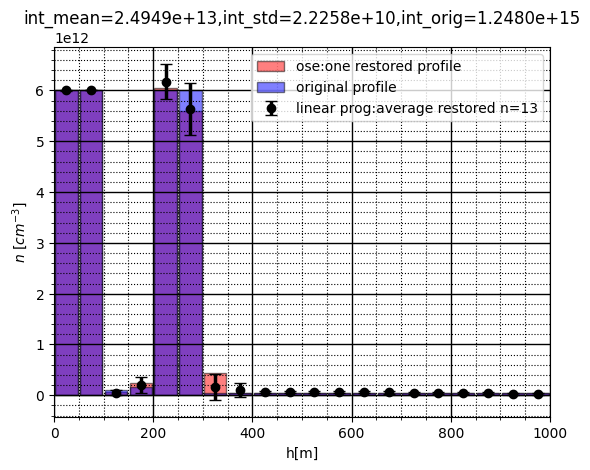 int_mean=2.4949e+13,int_std=2.2258e+10,int_orig=1.2480e+15
1e12
ose:one restored profile
original profile
linear prog:average restored n=13
6
5
4
3
2
1
0
n [cm⁻³]
0 200 400 600 800 1000
h[m]